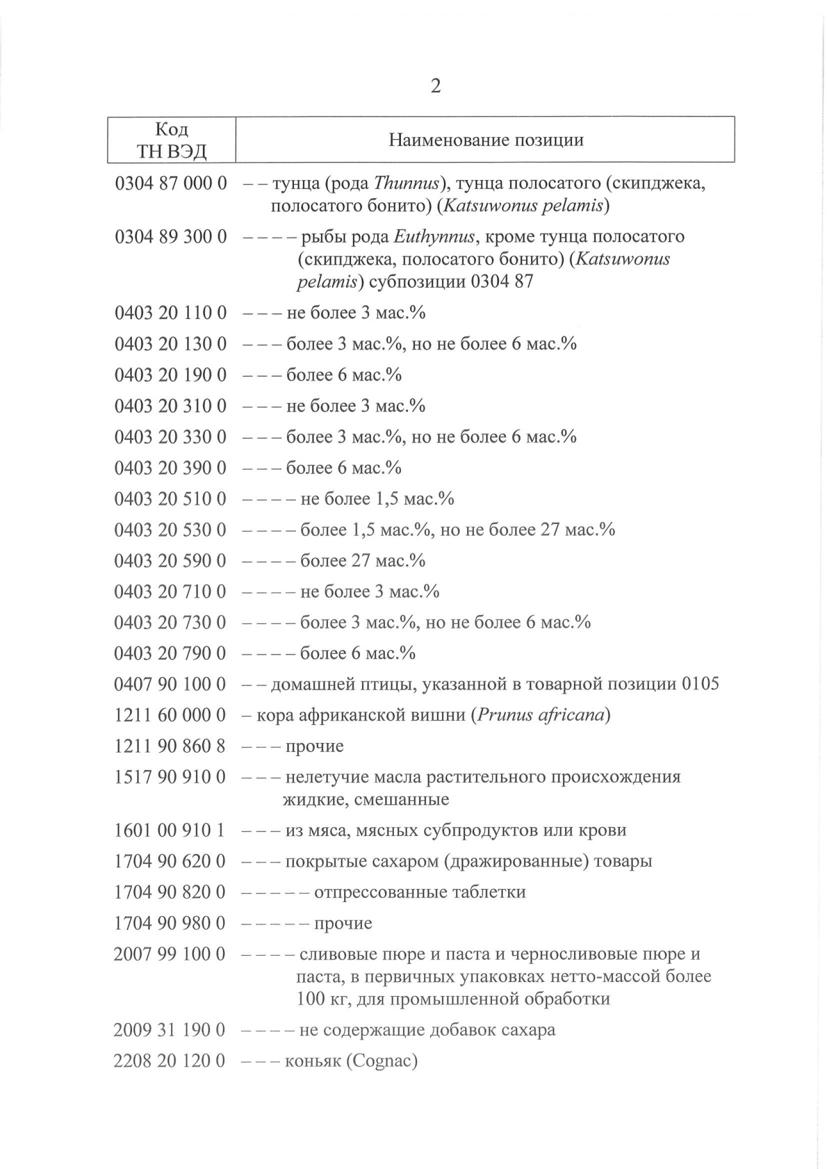 2
Код
ТН ВЭД
Наименование позиции
0304 87 000 0 – – тунца (рода Thunnus), тунца полосатого (скипджека,
полосатого бонито) (Katsuwonus pelamis)
0304 89 300 0 – – – – рыбы рода Euthynnus, кроме тунца полосатого
(скипджека, полосатого бонито) (Katsuwonus
pelamis) субпозиции 0304 87
0403 20 110 0 – – – не более 3 мас.%
0403 20 130 0 – – – более 3 мас.%, но не более 6 мас.%
0403 20 190 0 – – – более 6 мас.%
0403 20 310 0 – – – не более 3 мас.%
0403 20 330 0 – – – более 3 мас.%, но не более 6 мас.%
0403 20 390 0 – – – более 6 мас.%
0403 20 510 0 – – – – не более 1,5 мас.%
0403 20 530 0 – – – – более 1,5 мас.%, но не более 27 мас.%
0403 20 590 0 – – – – более 27 мас.%
0403 20 710 0 – – – – не более 3 мас.%
0403 20 730 0 – – – – более 3 мас.%, но не более 6 мас.%
0403 20 790 0 – – – – более 6 мас.%
0407 90 100 0 – – домашней птицы, указанной в товарной позиции 0105
1211 60 000 0 – кора африканской вишни (Prunus africana)
1211 90 860 8 – – – прочие
1517 90 910 0 – – – нелетучие масла растительного происхождения
жидкие, смешанные
1601 00 910 1 – – – из мяса, мясных субпродуктов или крови
1704 90 620 0 – – – покрытые сахаром (дражированные) товары
1704 90 820 0 – – – – – отпрессованные таблетки
1704 90 980 0 – – – – – прочие
2007 99 100 0 – – – – сливовые пюре и паста и черносливовые пюре и
паста, в первичных упаковках нетто-массой более
100 кг, для промышленной обработки
2009 31 190 0 – – – – не содержащие добавок сахара
2208 20 120 0 – – – коньяк (Cognac)